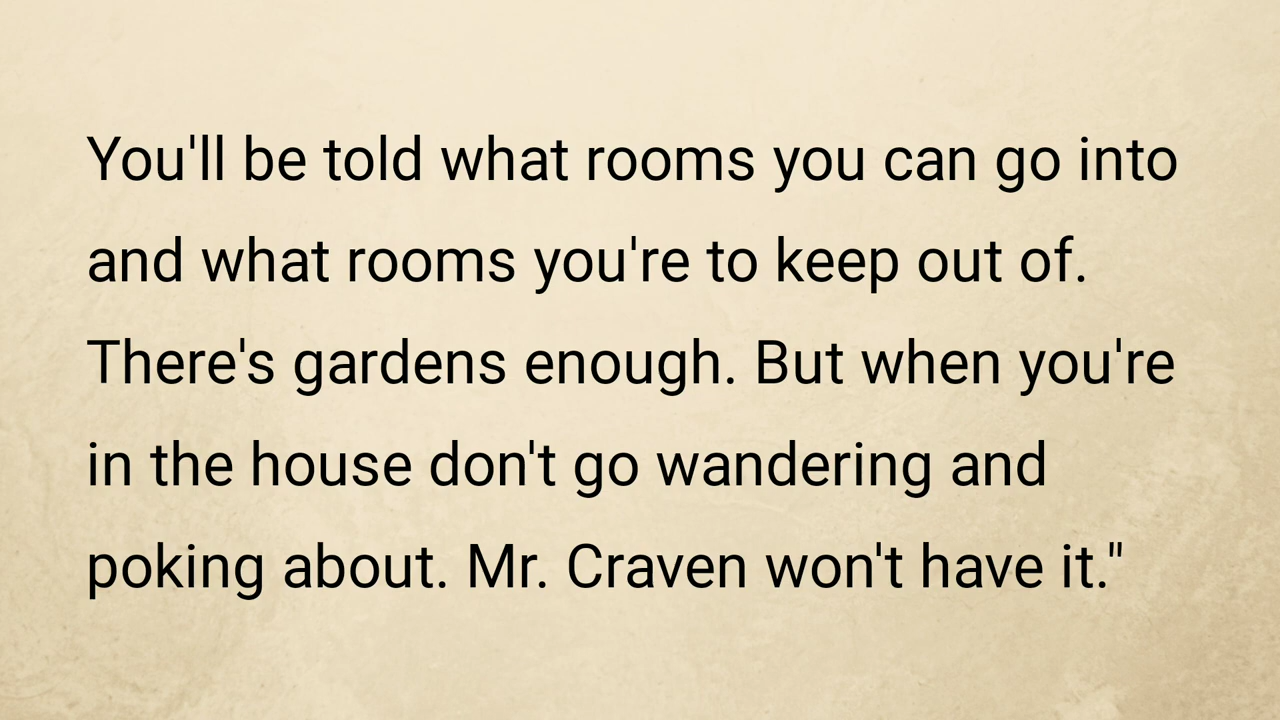 You'll be told what rooms you can go into
and what rooms you're to keep out of.
There's gardens enough. But when you're
in the house don't go wandering and
poking about. Mr. Craven won't have it."